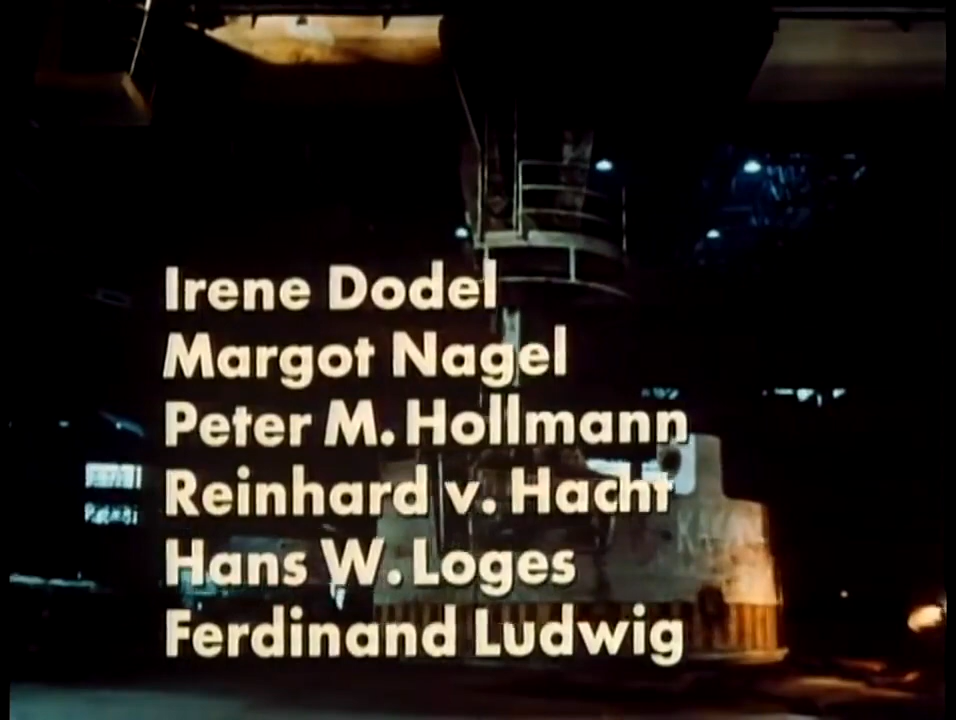 Irene Dodel
Margot Nagel
Peter M. Hollmann
Reinhard v. Hacht
Hans W. Loges
Ferdinand Ludwig